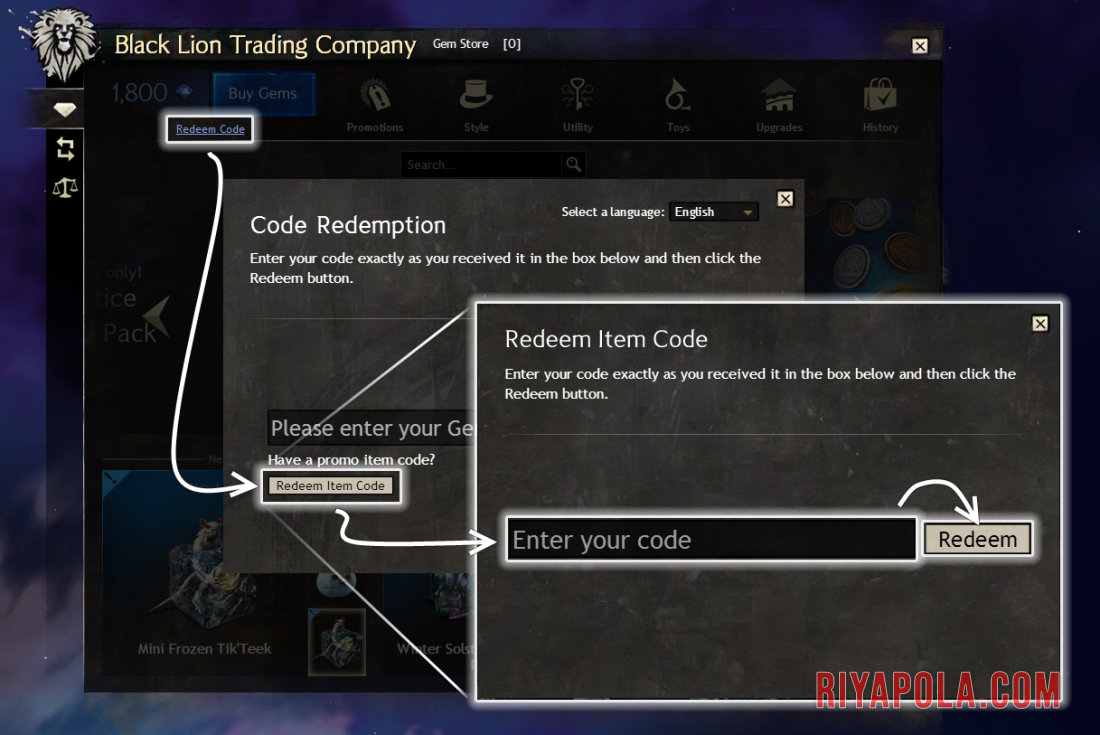 Black Lion Trading Company
Gem Store [0]
1,800
Buy Gems
Redeem Code
Promotions
Style
Utility
Toys
Upgrades
History
Search...
Code Redemption
Select a language: English
Enter your code exactly as you received it in the box below and then click the
Redeem button.
only!
Pack
Please enter your Ge
Have a promo item code?
Redeem Item Code
Redeem Item Code
Enter your code exactly as you received it in the box below and then click the
Redeem button.
Enter your code
Redeem
Mini Frozen Tik'Teek
Winter Solst
RIYAPOLA.COM